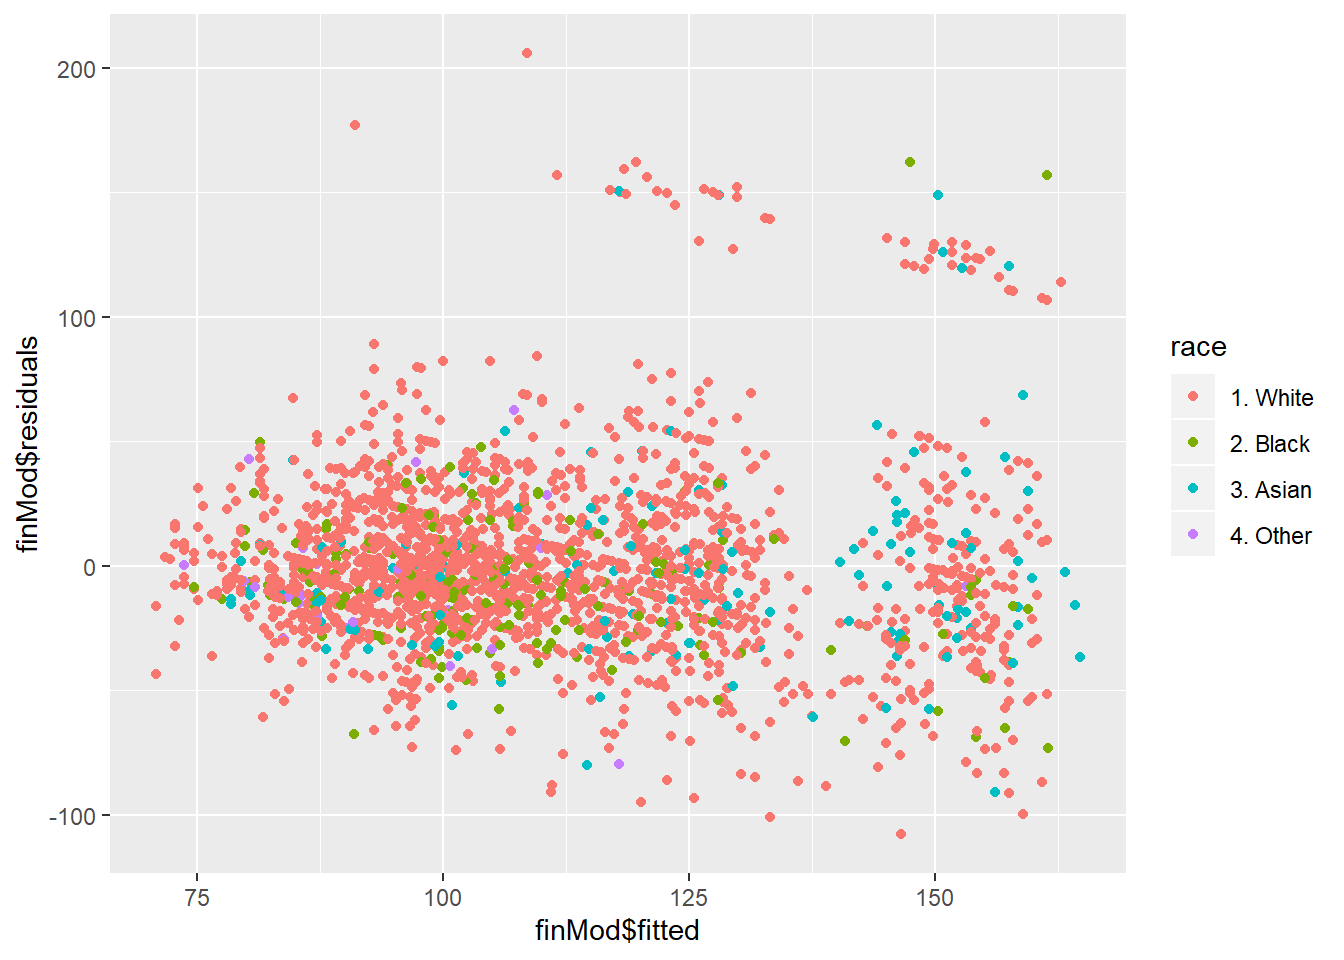 200
100
0
-100
finMod$residuals
75
100
125
150
finMod$fitted
race
1. White
2. Black
3. Asian
4. Other